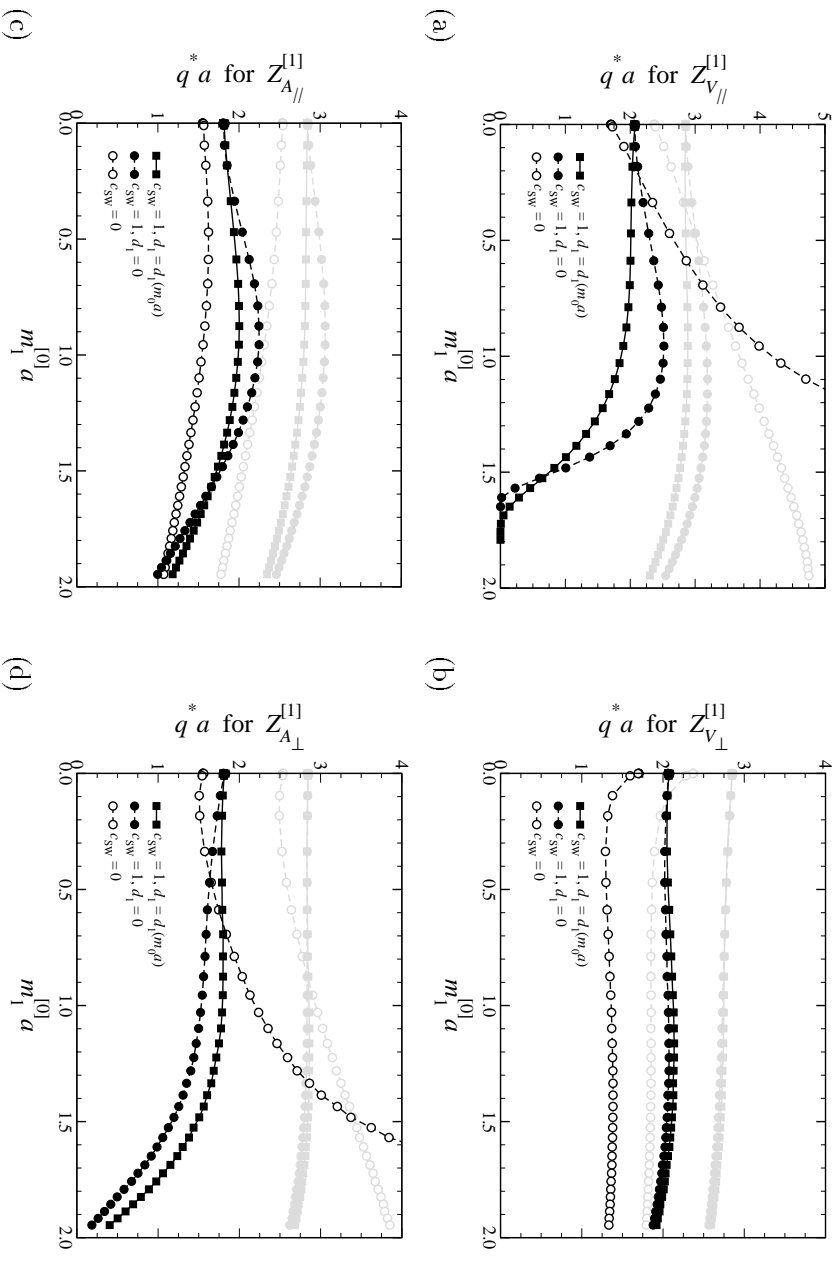 (a)
q*a for Z_{V_{//}}^{[1]}
5
4
3
2
1
0
0.0 0.5 1.0 1.5 2.0
m_1^{[0]} a
c_{SW} = 1, d_1 = d_1(m_0a)
c_{SW} = 1, d_1 = 0
c_{SW} = 0
(b)
q*a for Z_{V_⊥}^{[1]}
4
3
2
1
0
0.0 0.5 1.0 1.5 2.0
m_1^{[0]} a
c_{SW} = 1, d_1 = d_1(m_0a)
c_{SW} = 1, d_1 = 0
c_{SW} = 0
(c)
q*a for Z_{A_{//}}^{[1]}
4
3
2
1
0
0.0 0.5 1.0 1.5 2.0
m_1^{[0]} a
c_{SW} = 1, d_1 = d_1(m_0a)
c_{SW} = 1, d_1 = 0
c_{SW} = 0
(d)
q*a for Z_{A_⊥}^{[1]}
4
3
2
1
0
0.0 0.5 1.0 1.5 2.0
m_1^{[0]} a
c_{SW} = 1, d_1 = d_1(m_0a)
c_{SW} = 1, d_1 = 0
c_{SW} = 0